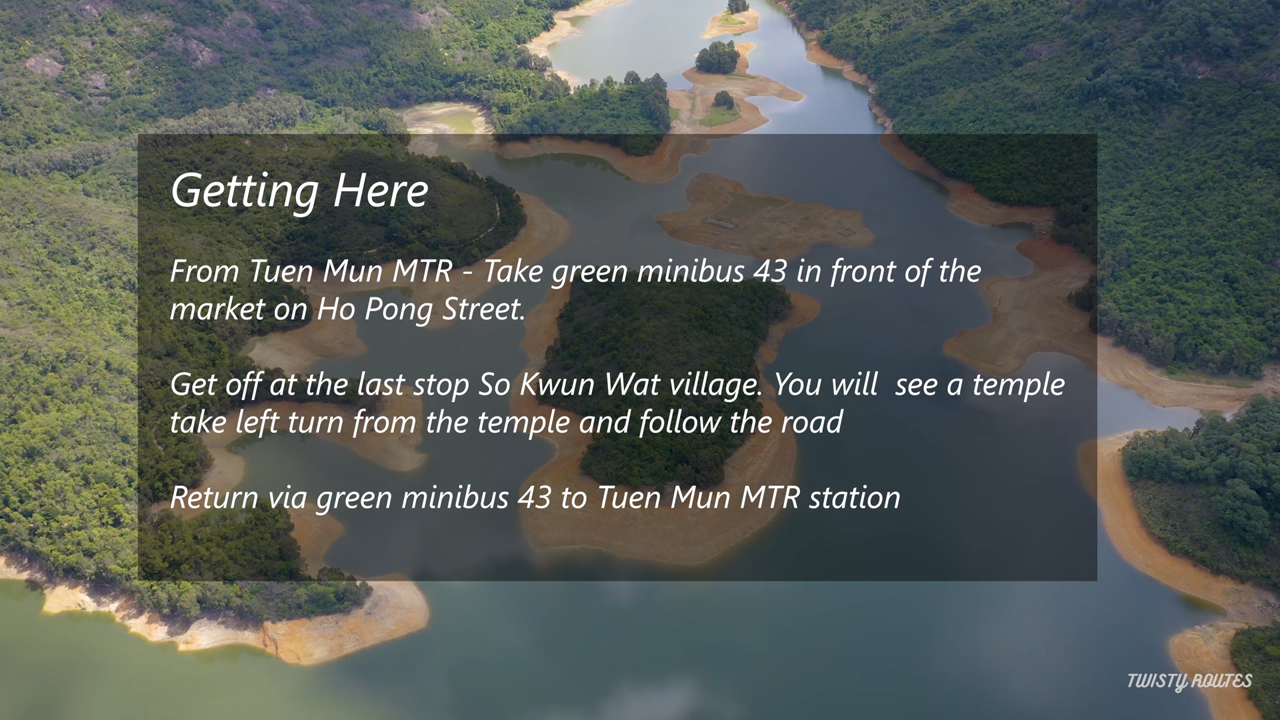 Getting Here
From Tuen Mun MTR - Take green minibus 43 in front of the
market on Ho Pong Street.
Get off at the last stop So Kwun Wat village. You will  see a temple
take left turn from the temple and follow the road
Return via green minibus 43 to Tuen Mun MTR station
TWISTY ROUTES